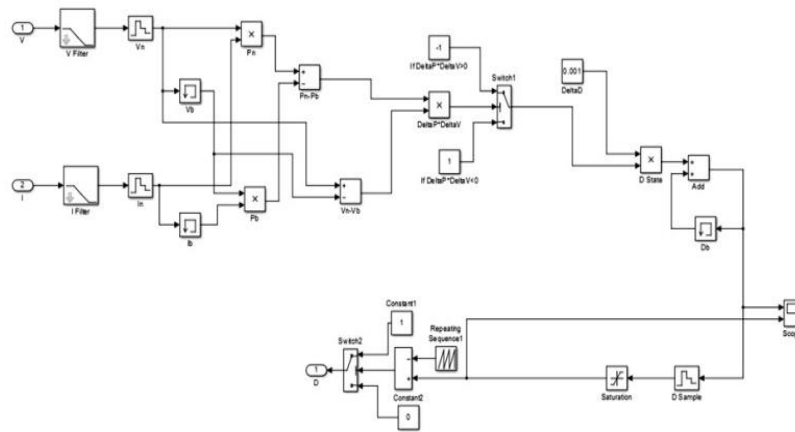 1
V
V Filter
Vn
×
Pn
+
−
Pn-Pb
-1
If DeltaP*DeltaV>0
Switch1
0.001
DeltaD
Vb
×
DeltaP*DeltaV
1
If DeltaP*DeltaV<0
×
D State
+
+
Add
2
I
I Filter
In
Ib
×
Pb
+
−
Vn-Vb
Db
Constant1
1
Switch2
Repeating
Sequence1
1
D
−
+
Constant2
0
Saturation
D Sample